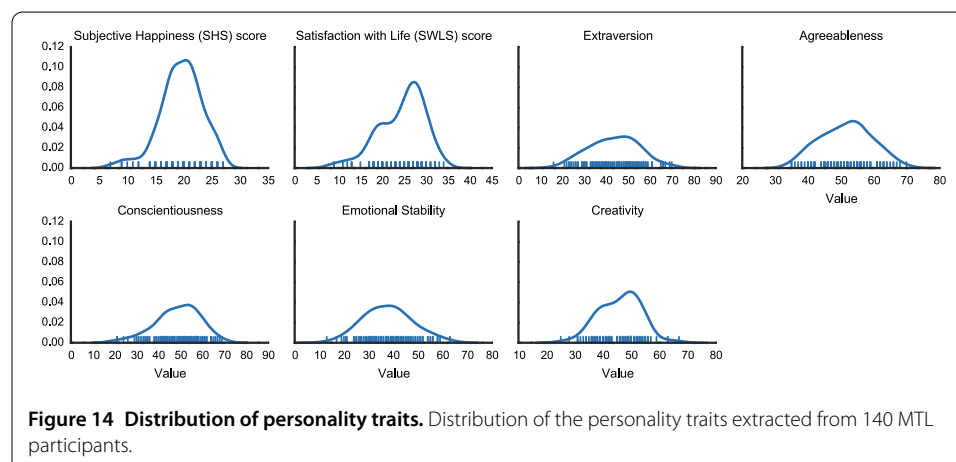 Subjective Happiness (SHS) score
Satisfaction with Life (SWLS) score
Extraversion
Agreeableness
0.12
0.10
0.08
0.06
0.04
0.02
0.00
0 5 10 15 20 25 30 35
0 5 10 15 20 25 30 35 40 45
0 10 20 30 40 50 60 70 80 90
20 30 40 50 60 70 80
Value
Conscientiousness
Emotional Stability
Creativity
0.12
0.10
0.08
0.06
0.04
0.02
0.00
0 10 20 30 40 50 60 70 80 90
0 10 20 30 40 50 60 70 80
10 20 30 40 50 60 70 80
Value
Value
Value
Figure 14 Distribution of personality traits. Distribution of the personality traits extracted from 140 MTL
participants.